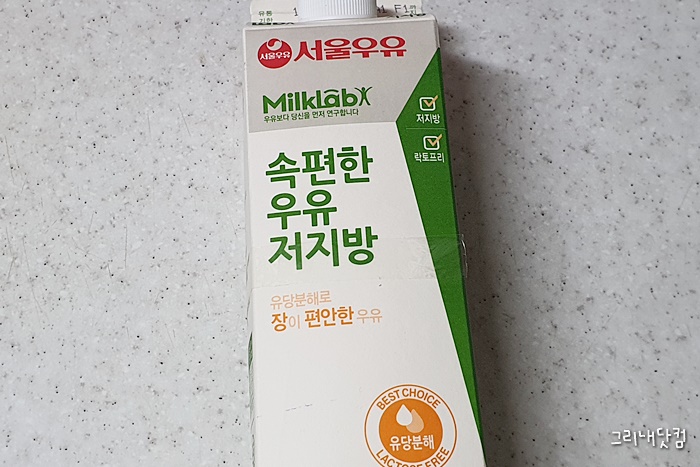 유통
서울우유 서울우유
MilkLab
우유보다 당신을 먼저 연구합니다
저지방
락토프리
속편한
우유
저지방
유당분해로
장이 편안한 우유
BEST CHOICE
유당분해
LACTOSE FREE
그리내닷컴